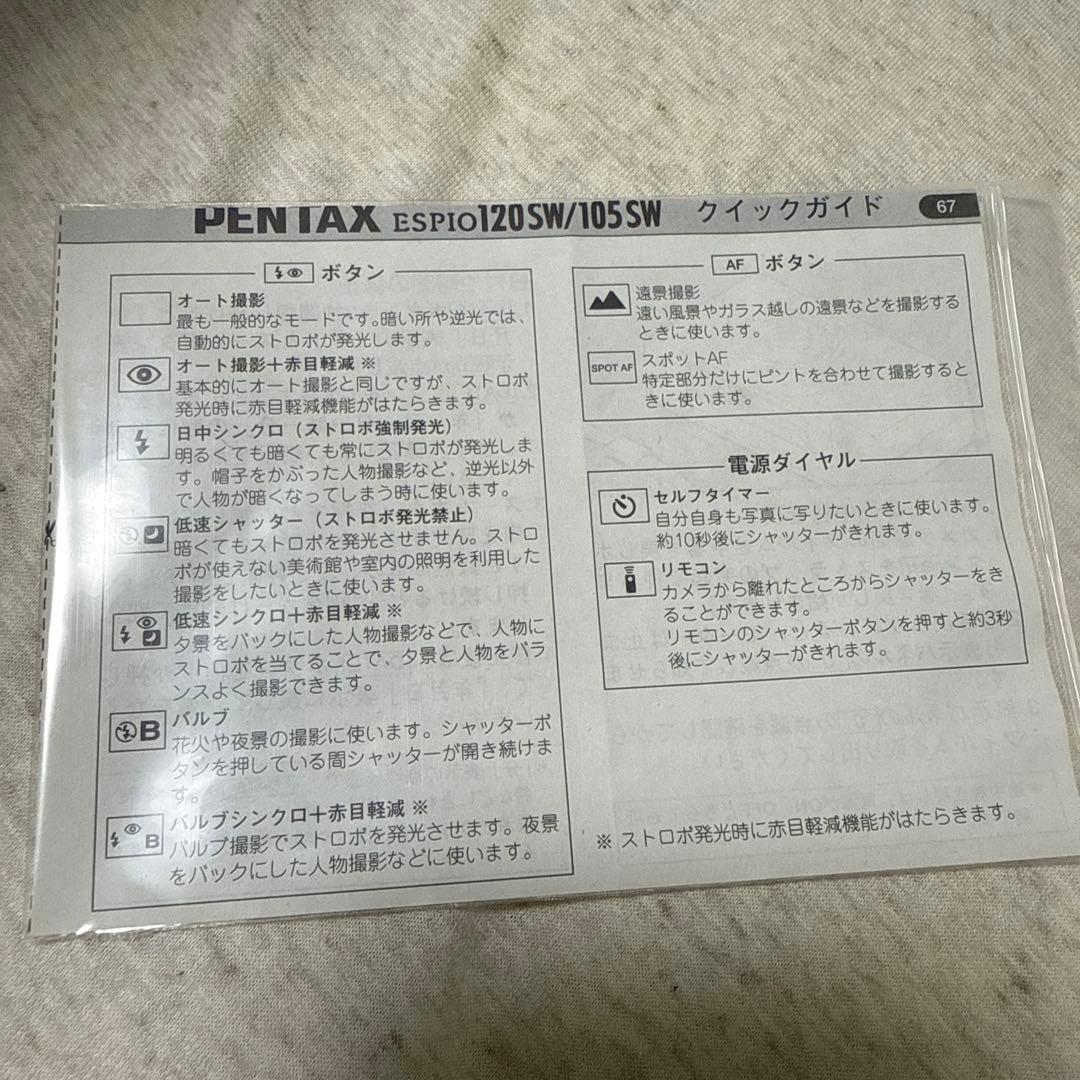 PENTAX ESPIO120SW/105SW クイックガイド 67
ボタン
オート撮影
最も一般的なモードです。暗い所や逆光では、
自動的にストロボが発光します。
オート撮影＋赤目軽減 ※
基本的にオート撮影と同じですが、ストロボ
発光時に赤目軽減機能がはたらきます。
日中シンクロ（ストロボ強制発光）
明るくても暗くても常にストロボが発光しま
す。帽子をかぶった人物撮影など、逆光以外
で人物が暗くなってしまう時に使います。
低速シャッター（ストロボ発光禁止）
暗くてもストロボを発光させません。ストロ
ボが使えない美術館や室内の照明を利用した
撮影をしたいときに使います。
低速シンクロ＋赤目軽減 ※
夕景をバックにした人物撮影などで、人物に
ストロボを当てることで、夕景と人物をバラ
ンスよく撮影できます。
B
バルブ
花火や夜景の撮影に使います。シャッターボ
タンを押している間シャッターが開き続けま
す。
B
バルブシンクロ＋赤目軽減 ※
バルブ撮影でストロボを発光させます。夜景
をバックにした人物撮影などに使います。
AF ボタン
遠景撮影
遠い風景やガラス越しの遠景などを撮影する
ときに使います。
SPOT AF
スポットAF
特定部分だけにピントを合わせて撮影すると
きに使います。
電源ダイヤル
セルフタイマー
自分自身も写真に写りたいときに使います。
約10秒後にシャッターがきれます。
リモコン
カメラから離れたところからシャッターをき
ることができます。
リモコンのシャッターボタンを押すと約3秒
後にシャッターがきれます。
※ ストロボ発光時に赤目軽減機能がはたらきます。